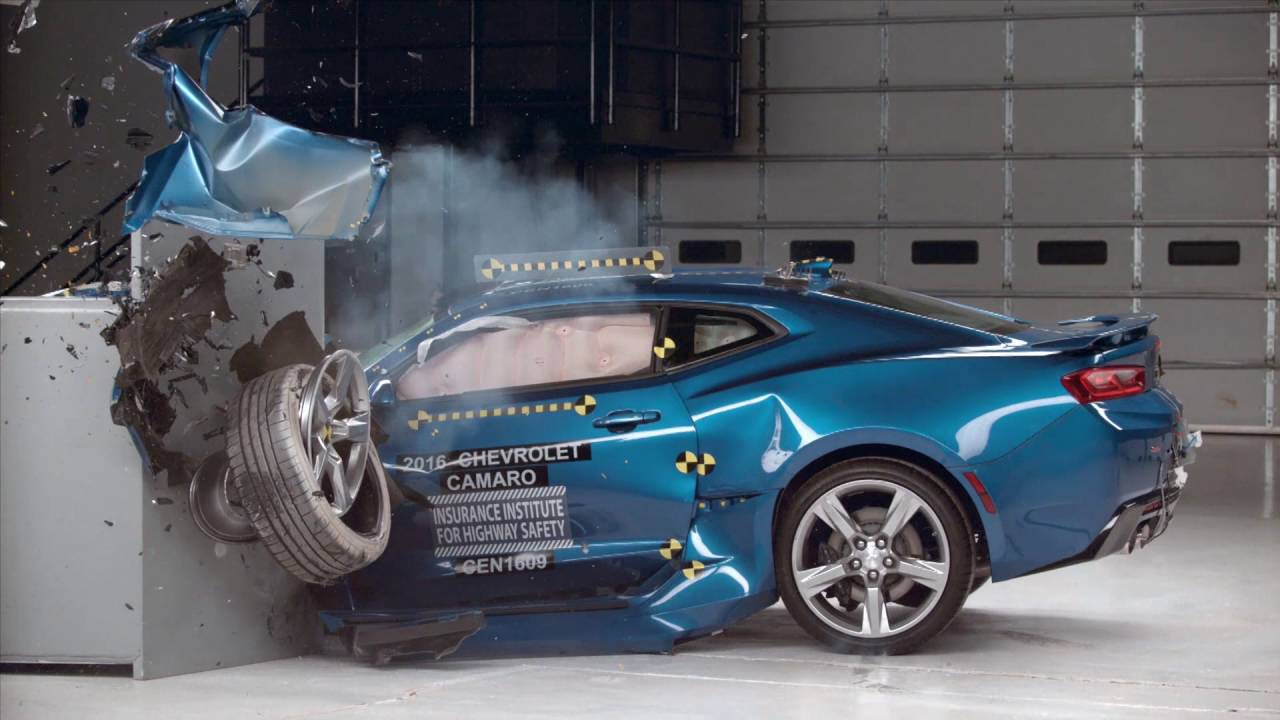 2016 CHEVROLET
CAMARO
INSURANCE INSTITUTE
FOR HIGHWAY SAFETY
CEN1609